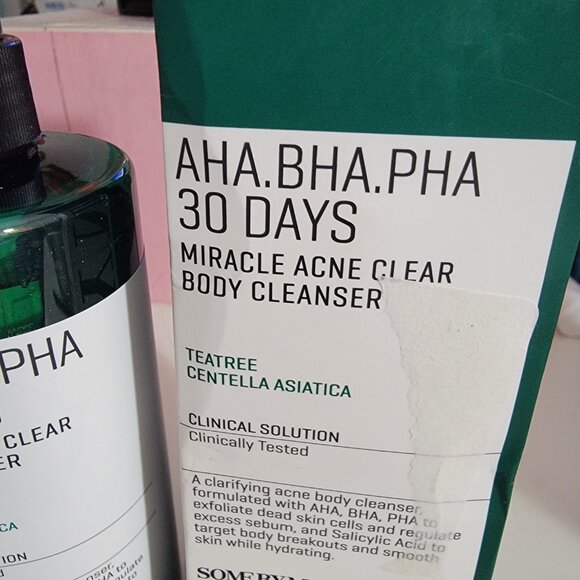 AHA.BHA.PHA
30 DAYS
MIRACLE ACNE CLEAR
BODY CLEANSER
TEATREE
CENTELLA ASIATICA
CLINICAL SOLUTION
Clinically Tested
A clarifying acne body cleanser,
formulated with AHA, BHA, PHA to
exfoliate dead skin cells and regulate
excess sebum, and Salicylic Acid to
target body breakouts and smooth
skin while hydrating.
PHA
CLEAR
ER
CA
ION